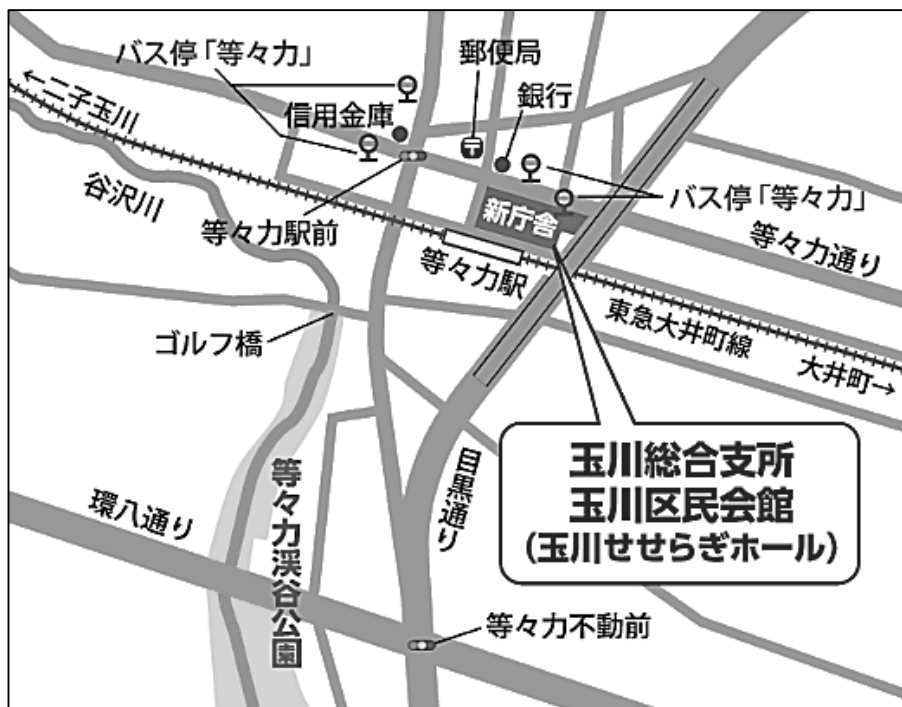 バス停「等々力」
郵便局
銀行
←二子玉川
信用金庫
谷沢川
等々力駅前
新庁舎
バス停「等々力」
等々力通り
等々力駅
東急大井町線
大井町→
ゴルフ橋
玉川総合支所
玉川区民会館
(玉川せせらぎホール)
目黒通り
等々力渓谷公園
環八通り
等々力不動前